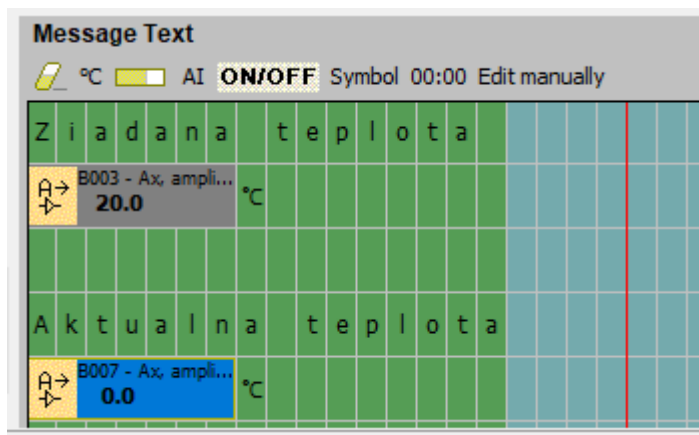 Message Text
°C AI ON/OFF Symbol 00:00 Edit manually
Ziadana teplota
B003 - Ax, ampli...
20.0 °C
Aktualna teplota
B007 - Ax, ampli...
0.0 °C